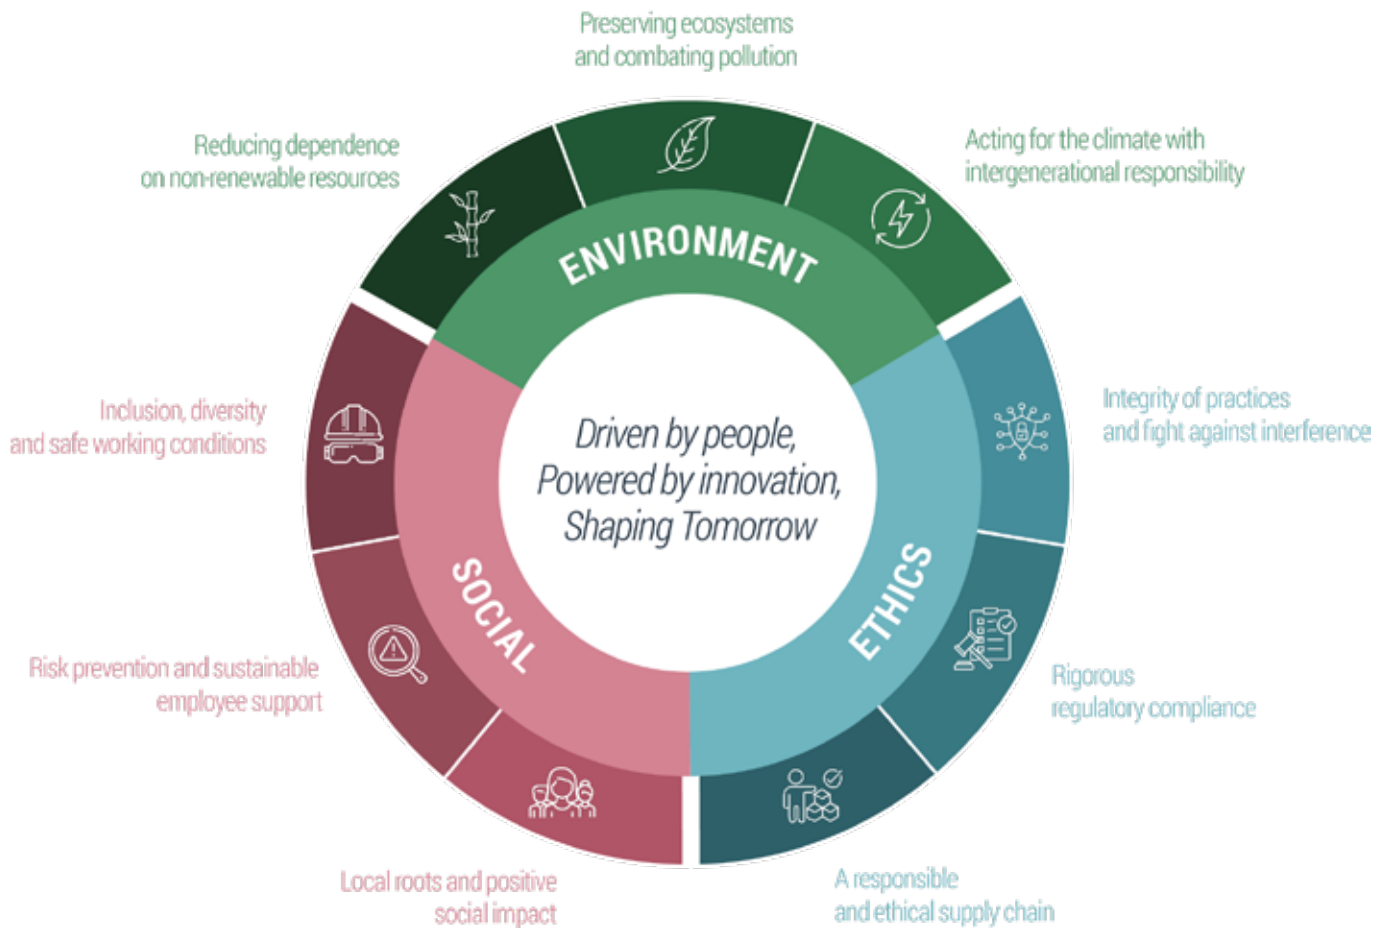 Preserving ecosystems
and combating pollution
Reducing dependence
on non-renewable resources
Acting for the climate with
intergenerational responsibility
ENVIRONMENT
Inclusion, diversity
and safe working conditions
Integrity of practices
and fight against interference
Driven by people,
Powered by innovation,
Shaping Tomorrow
SOCIAL
ETHICS
Risk prevention and sustainable
employee support
Rigorous
regulatory compliance
Local roots and positive
social impact
A responsible
and ethical supply chain